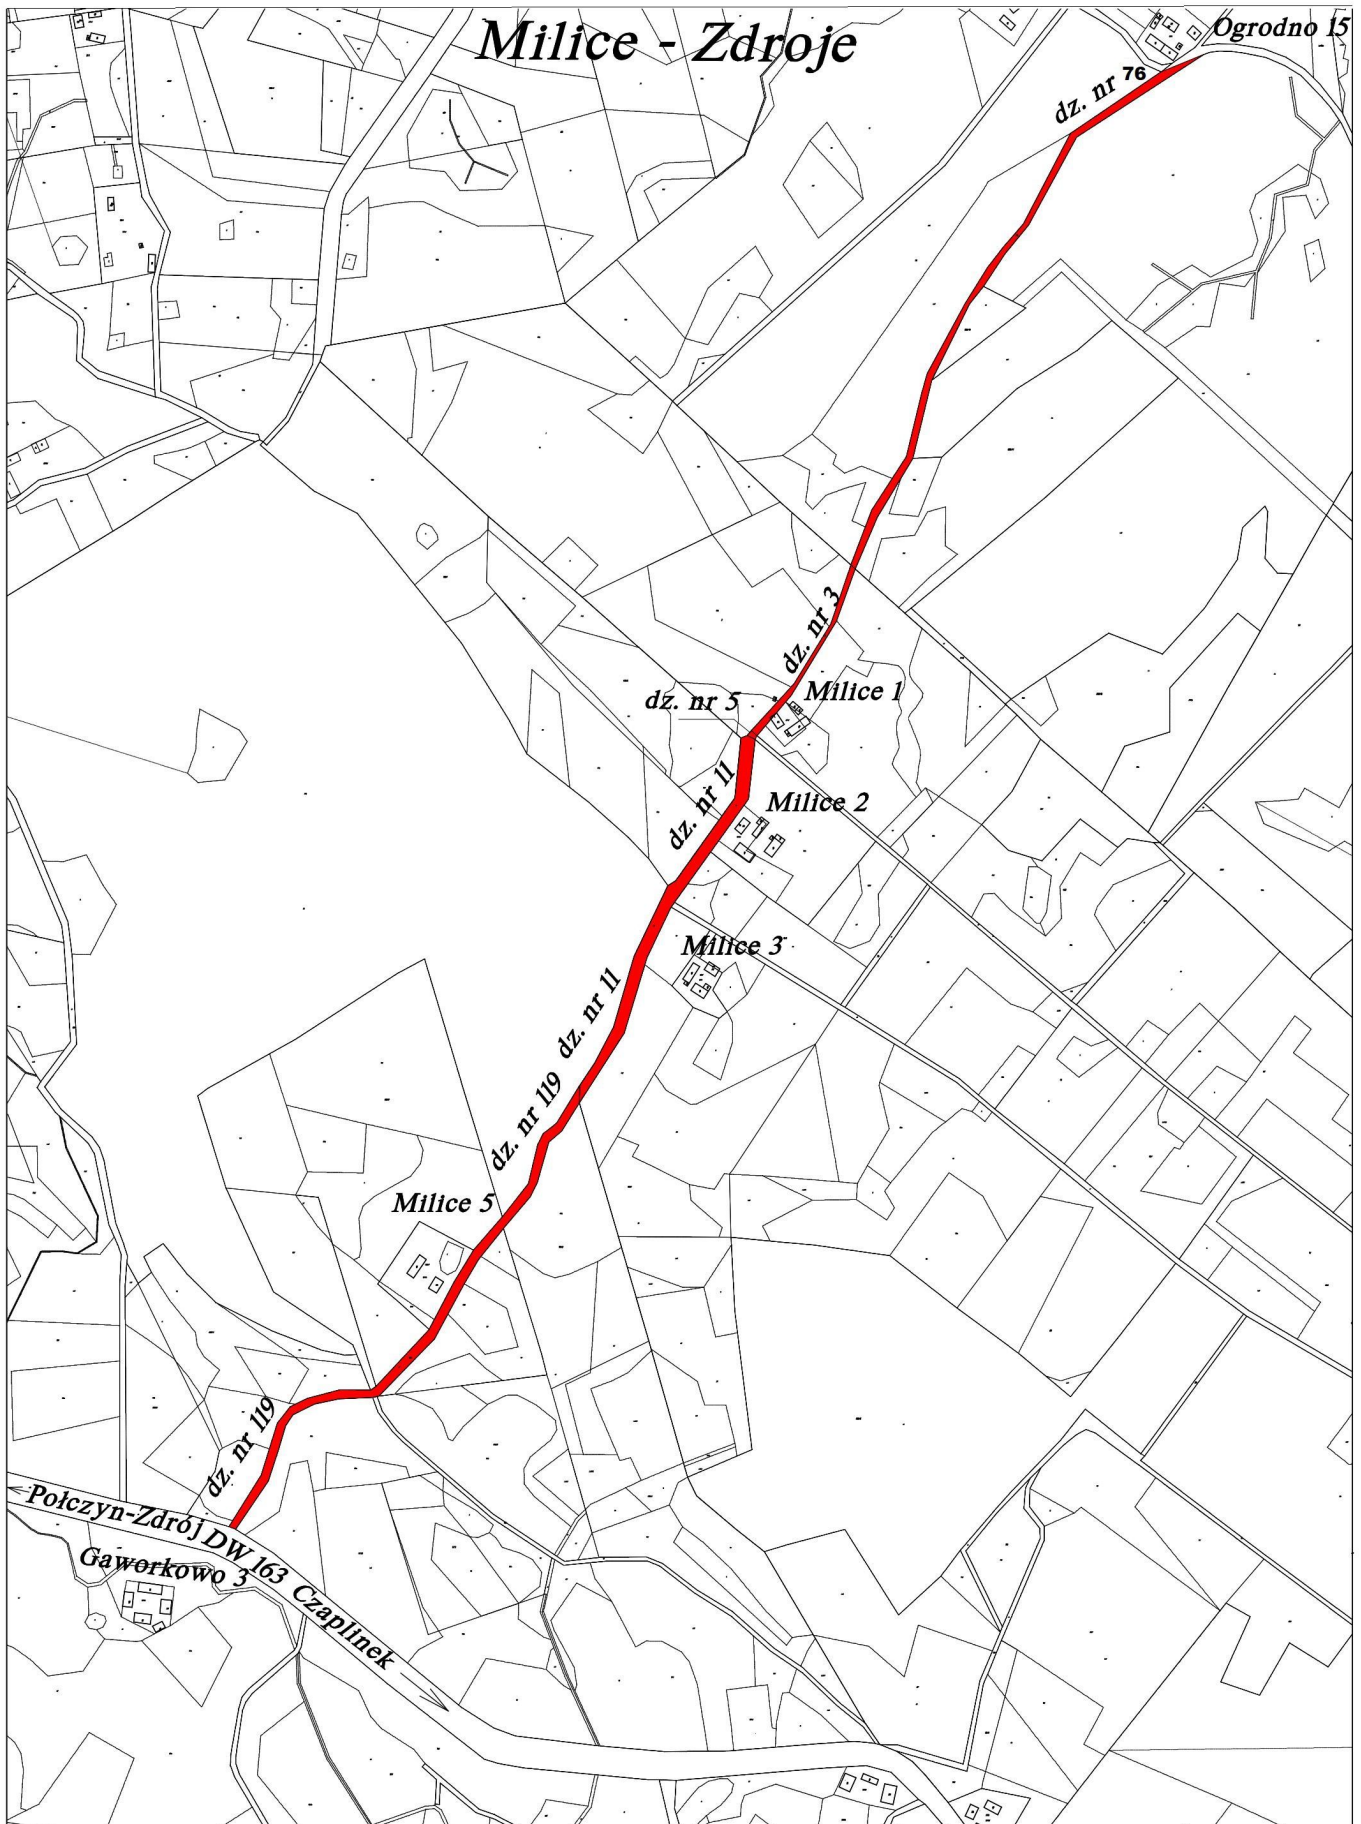 Milice - Zdroje
Ogrodno 15
dz. nr 76
dz. nr 3
Milice 1
dz. nr 5
dz. nr 11
Milice 2
Milice 3
dz. nr 11
dz. nr 119
Milice 5
dz. nr 119
Połczyn-Zdrój DW 163 Czaplinek
Gaworkowo 3